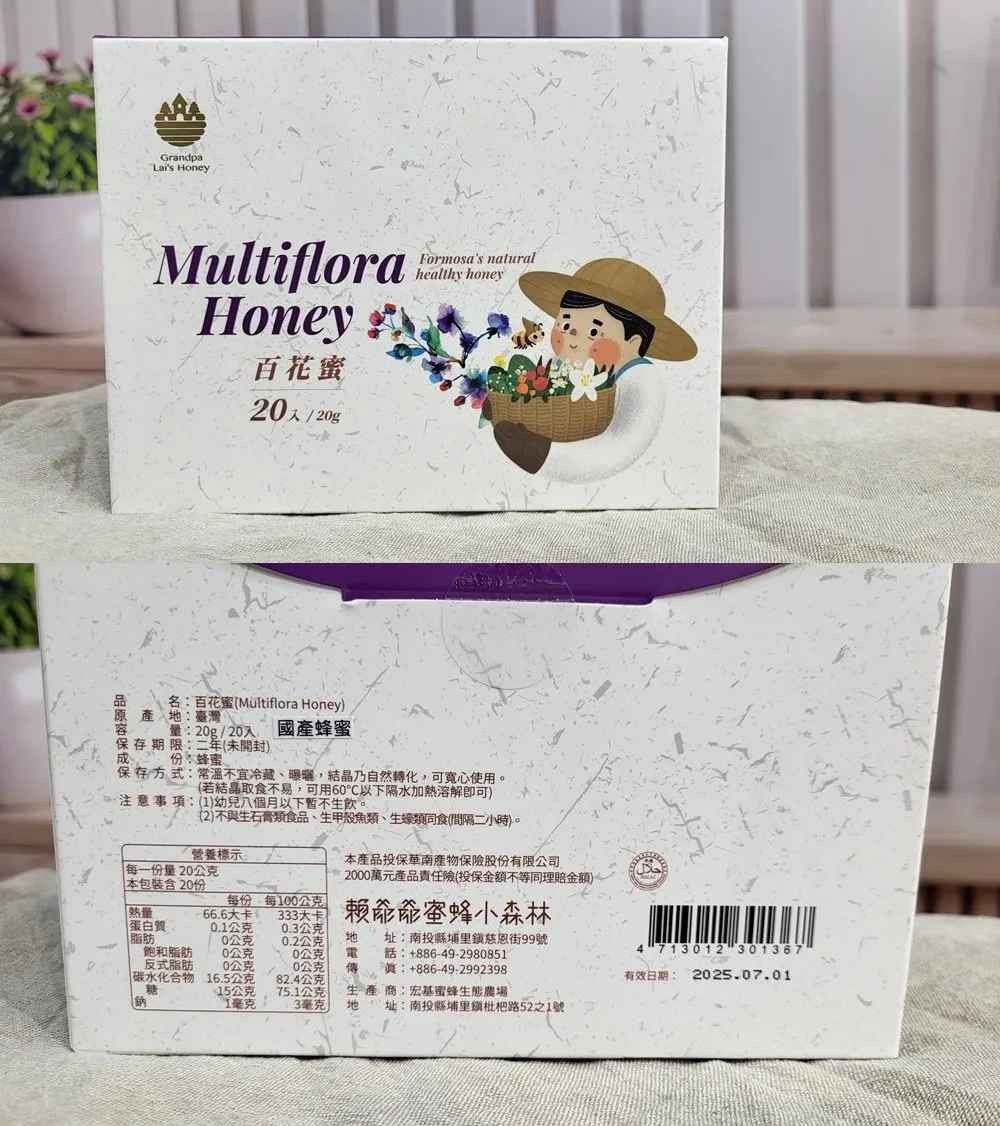 Grandpa
Lai's Honey
Multiflora
Honey
Formosa's natural
healthy honey
百花蜜
20入 / 20g
品名：百花蜜(Multiflora Honey)
原產地：臺灣
容量：20g / 20入
國產蜂蜜
保存期限：二年(未開封)
成份：蜂蜜
保存方式：常溫不宜冷藏、曝曬，結晶乃自然轉化，可寬心使用。
(若結晶取食不易，可用60°C以下隔水加熱溶解即可)
注意事項：(1)幼兒八個月以下暫不生飲。
(2)不與生石膏類食品、生甲殼魚類、生蠔類同食(間隔二小時)。
營養標示
每一份量 20公克
本包裝含 20份
每份 每100公克
熱量 66.6大卡 333大卡
蛋白質 0.1公克 0.3公克
脂肪 0公克 0.2公克
飽和脂肪 0公克 0公克
反式脂肪 0公克 0公克
碳水化合物 16.5公克 82.4公克
糖 15公克 75.1公克
鈉 1毫克 3毫克
本產品投保華南產物保險股份有限公司
2000萬元產品責任險(投保金額不等同理賠金額)
賴爺爺蜜蜂小森林
地址：南投縣埔里鎮慈恩街99號
電話：+886-49-2980851
傳真：+886-49-2992398
生產商：宏基蜜蜂生態農場
地址：南投縣埔里鎮枇杷路52之1號
حلال
4 713012 301367
有效日期： 2025.07.01